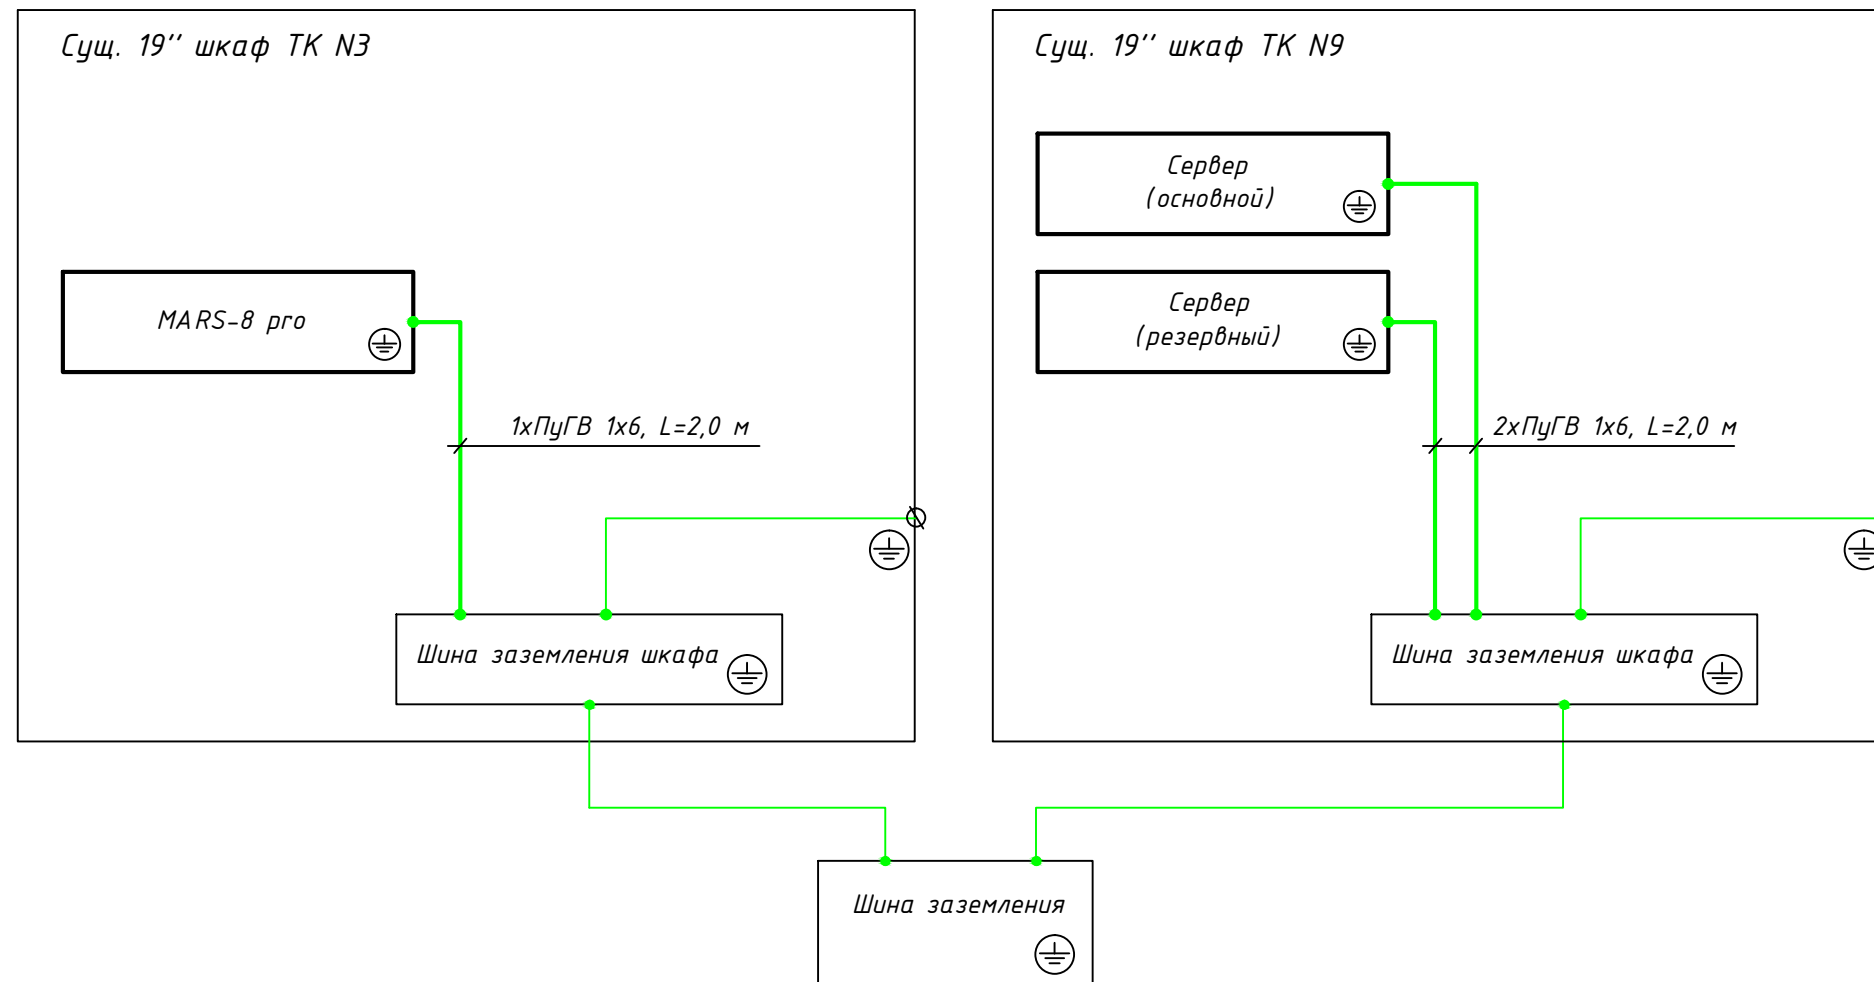 Сущ. 19'' шкаф ТК N3
MARS-8 pro
1хПуГВ 1х6, L=2,0 м
Шина заземления шкафа
Сущ. 19'' шкаф ТК N9
Сервер
(основной)
Сервер
(резервный)
2хПуГВ 1х6, L=2,0 м
Шина заземления шкафа
Шина заземления